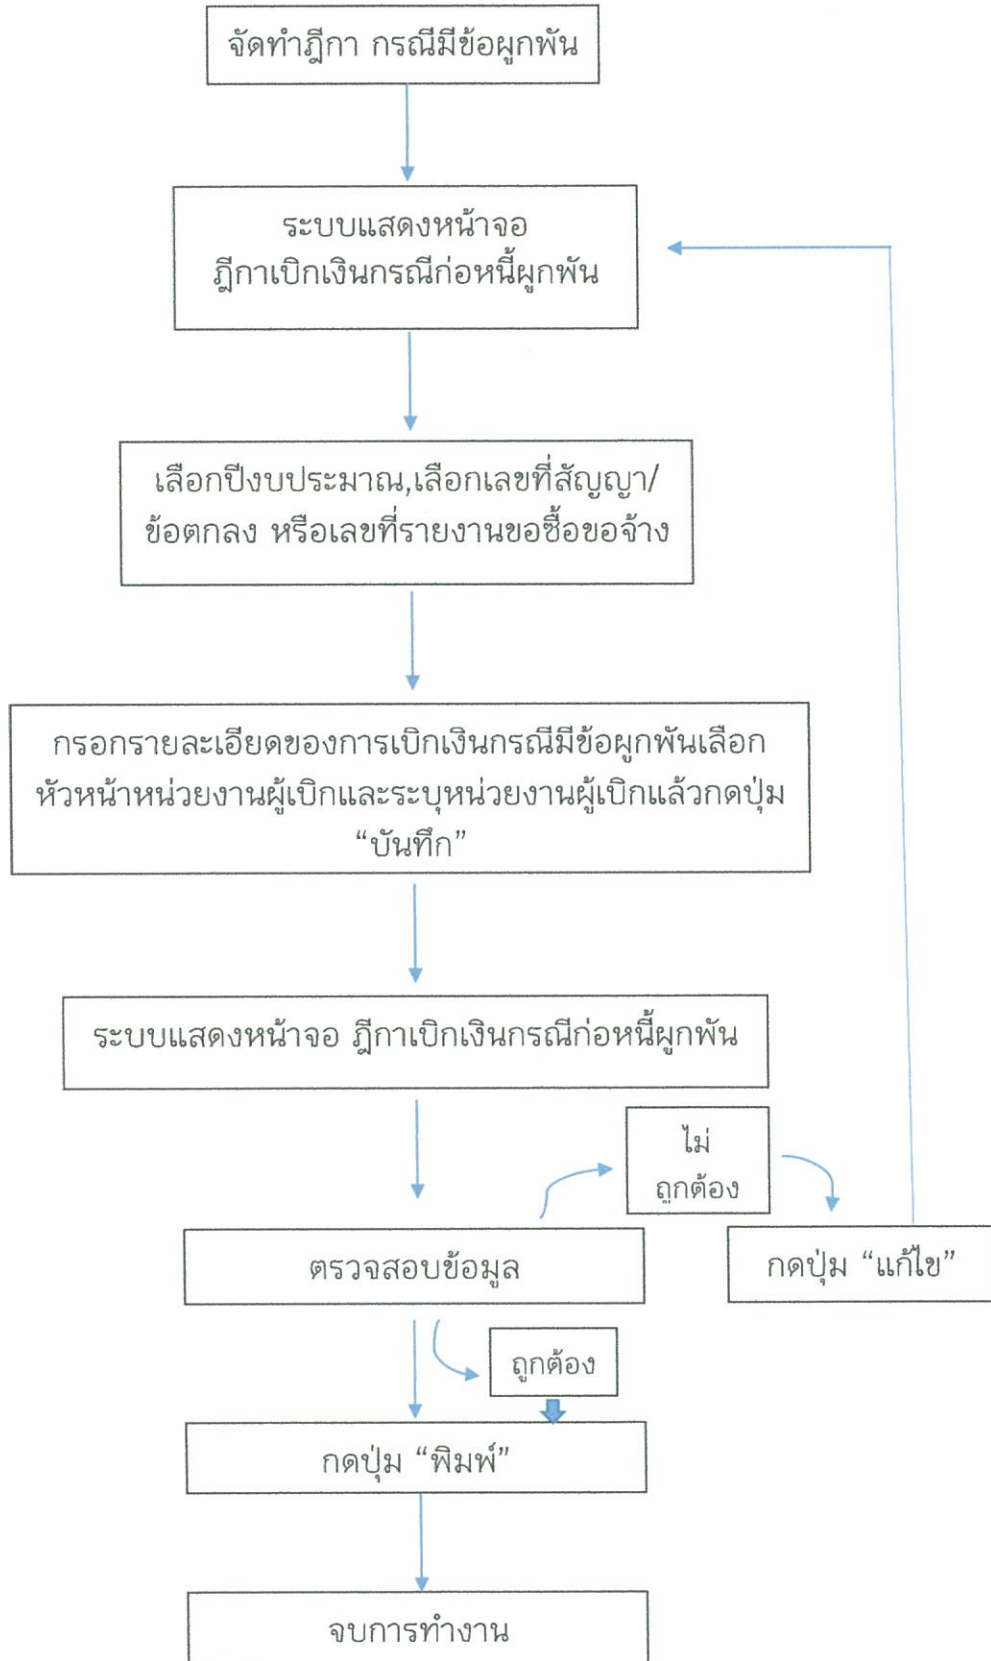 จัดทำฎีกา กรณีมีข้อผูกพัน
ระบบแสดงหน้าจอ
ฎีกาเบิกเงินกรณีก่อหนี้ผูกพัน
เลือกปีงบประมาณ,เลือกเลขที่สัญญา/
ข้อตกลง หรือเลขที่รายงานขอซื้อขอจ้าง
กรอกรายละเอียดของการเบิกเงินกรณีมีข้อผูกพันเลือก
หัวหน้าหน่วยงานผู้เบิกและระบุหน่วยงานผู้เบิกแล้วกดปุ่ม
“บันทึก”
ระบบแสดงหน้าจอ ฎีกาเบิกเงินกรณีก่อหนี้ผูกพัน
ไม่
ถูกต้อง
ตรวจสอบข้อมูล
กดปุ่ม “แก้ไข”
ถูกต้อง
กดปุ่ม “พิมพ์”
จบการทำงาน